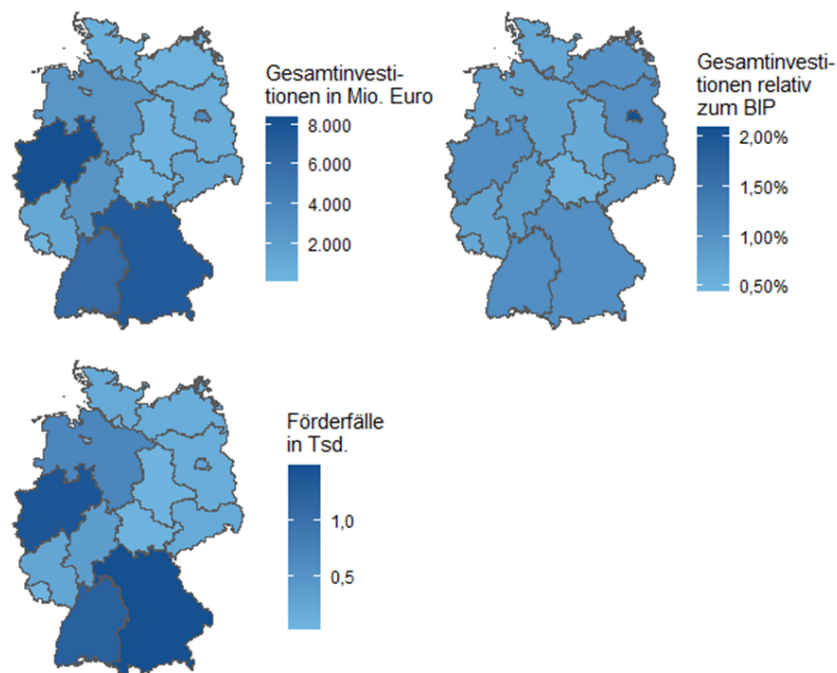 Gesamtinvesti-
tionen in Mio. Euro
8.000
6.000
4.000
2.000
Gesamtinvesti-
tionen relativ
zum BIP
2,00%
1,50%
1,00%
0,50%
Förderfälle
in Tsd.
1,0
0,5